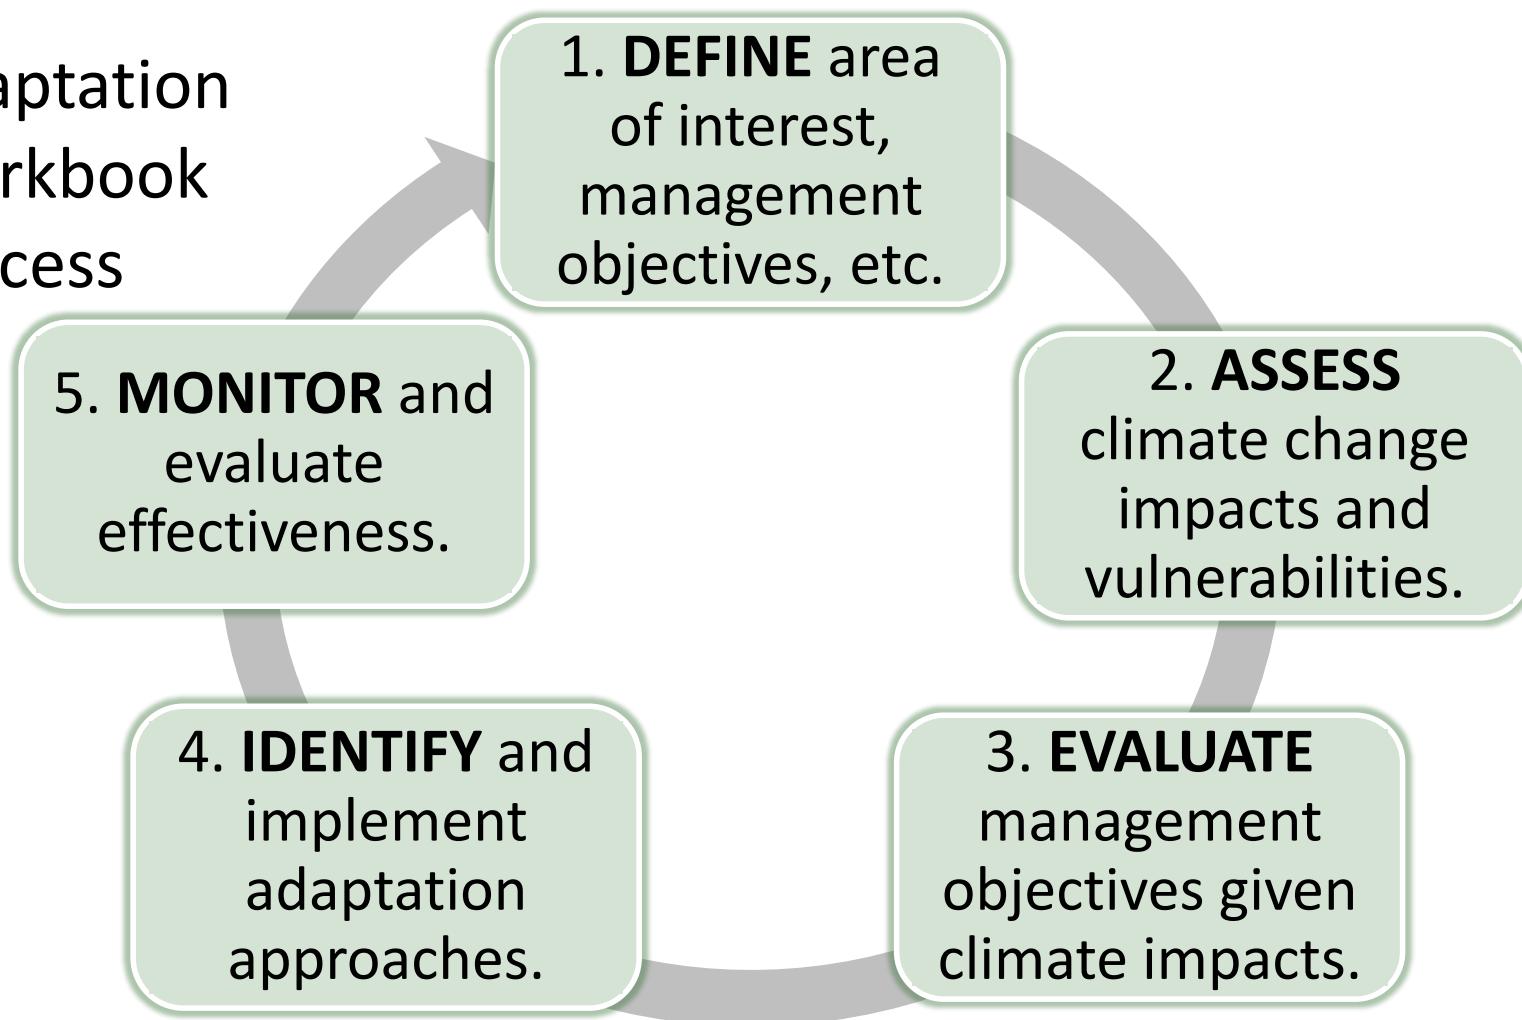 aptation
rkbook
cess
1. DEFINE area
of interest,
management
objectives, etc.
2. ASSESS
climate change
impacts and
vulnerabilities.
3. EVALUATE
management
objectives given
climate impacts.
4. IDENTIFY and
implement
adaptation
approaches.
5. MONITOR and
evaluate
effectiveness.